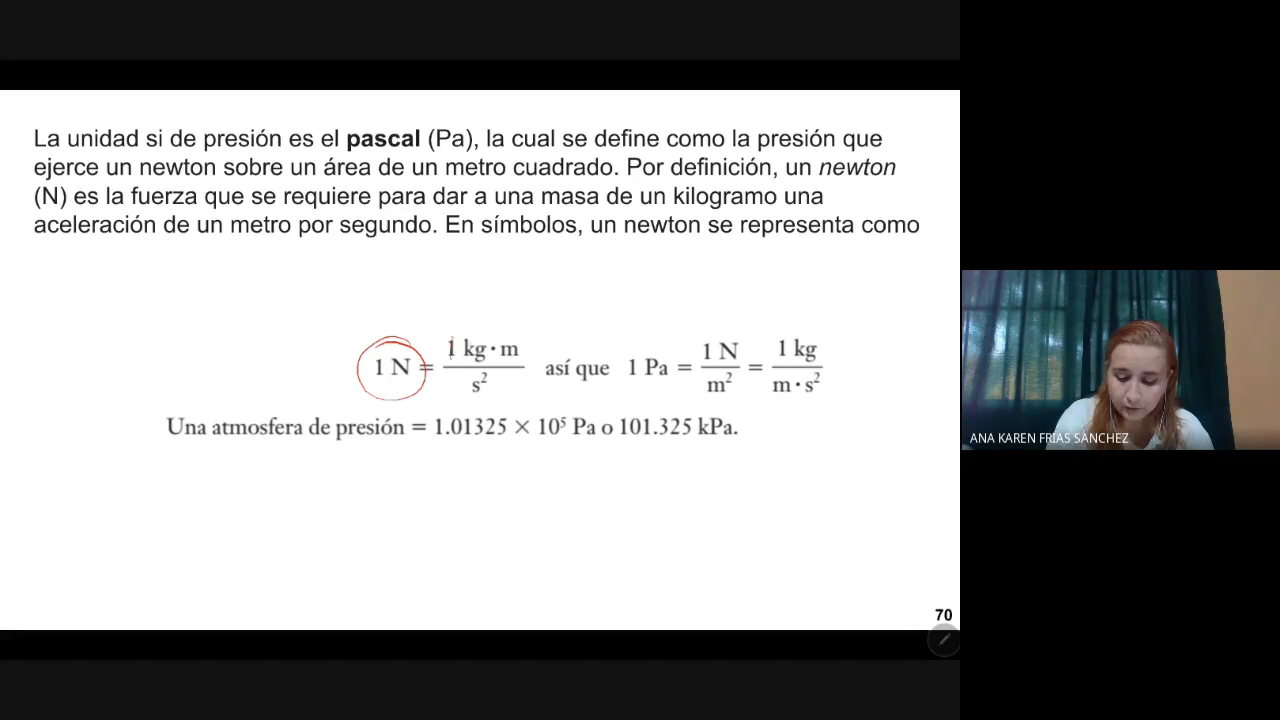 La unidad si de presión es el pascal (Pa), la cual se define como la presión que
ejerce un newton sobre un área de un metro cuadrado. Por definición, un newton
(N) es la fuerza que se requiere para dar a una masa de un kilogramo una
aceleración de un metro por segundo. En símbolos, un newton se representa como
1 N = 1 kg · m / s² así que 1 Pa = 1 N / m² = 1 kg / m · s²
Una atmosfera de presión = 1.01325 × 10⁵ Pa o 101.325 kPa.
70
ANA KAREN FRIAS SANCHEZ